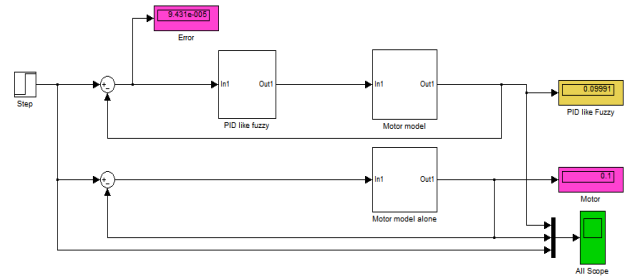 9.431e-005
Error
Step
+
−
In1
Out1
PID like fuzzy
In1
Out1
Motor model
0.09991
PID like Fuzzy
+
−
In1
Out1
Motor model alone
0.1
Motor
All Scope